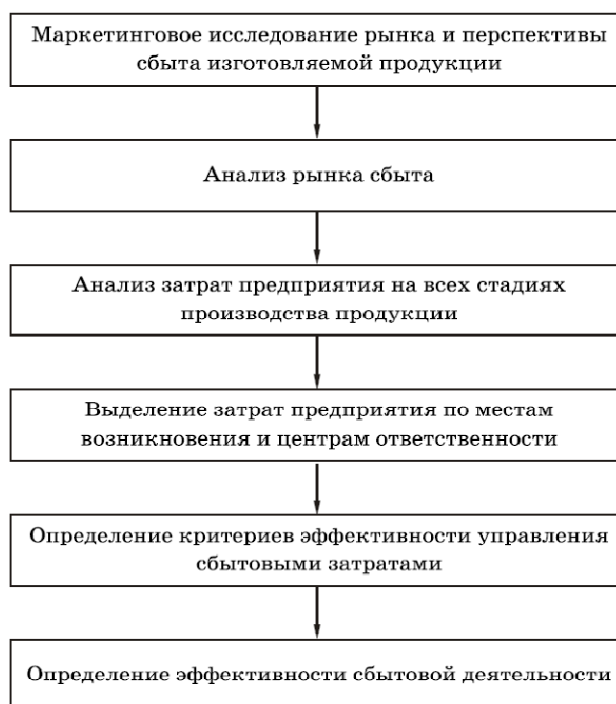 Маркетинговое исследование рынка и перспективы
сбыта изготовляемой продукции
Анализ рынка сбыта
Анализ затрат предприятия на всех стадиях
производства продукции
Выделение затрат предприятия по местам
возникновения и центрам ответственности
Определение критериев эффективности управления
сбытовыми затратами
Определение эффективности сбытовой деятельности